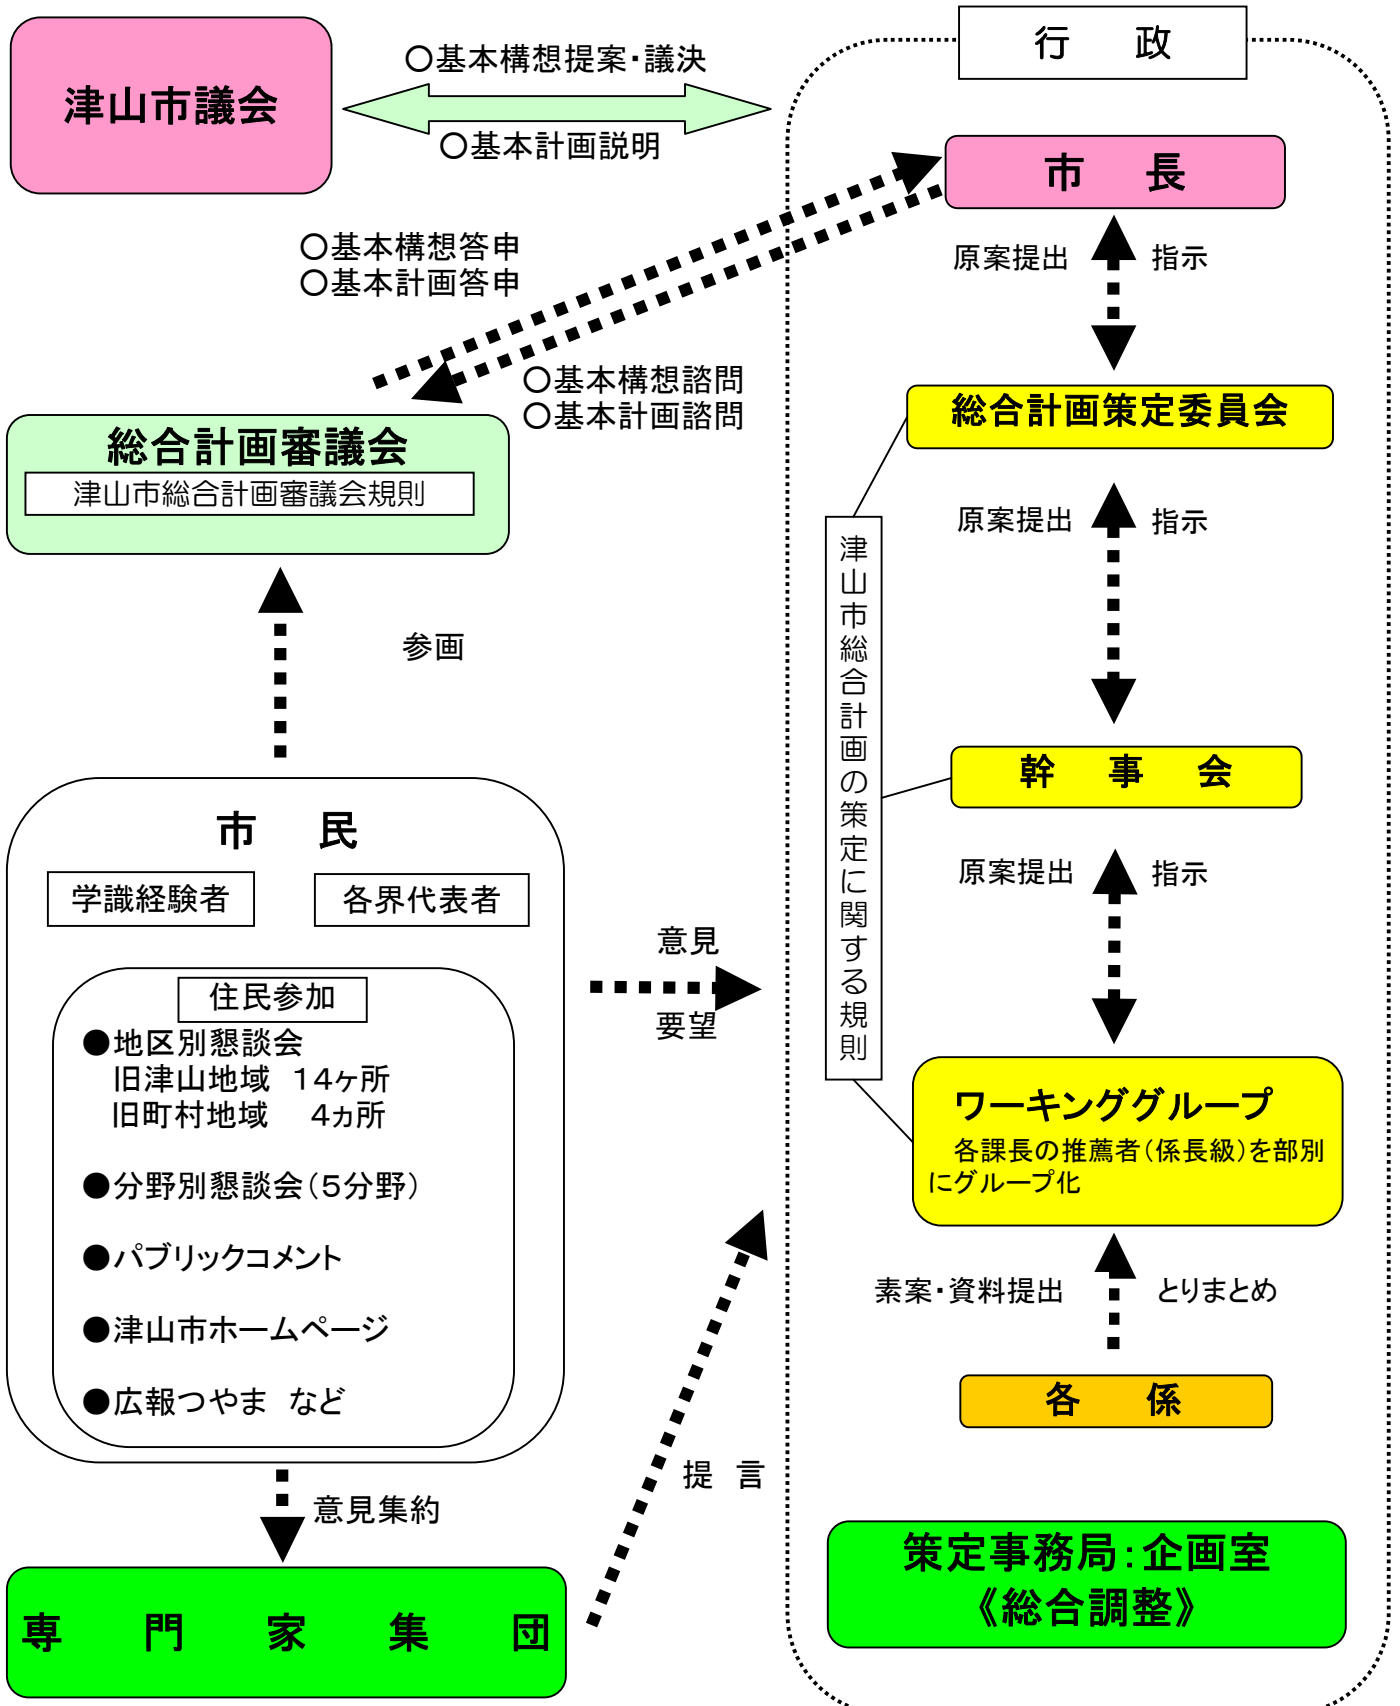 行　政
津山市議会
○基本構想提案・議決
○基本計画説明
市　長
○基本構想答申
○基本計画答申
原案提出　指示
○基本構想諮問
○基本計画諮問
総合計画策定委員会
総合計画審議会
津山市総合計画審議会規則
原案提出　指示
津山市総合計画の策定に関する規則
参画
幹　事　会
市　民
学識経験者
各界代表者
原案提出　指示
意見
要望
住民参加
●地区別懇談会
旧津山地域　14ヶ所
旧町村地域　4ヵ所
●分野別懇談会（5分野）
●パブリックコメント
●津山市ホームページ
●広報つやま　など
ワーキンググループ
各課長の推薦者（係長級）を部別
にグループ化
素案・資料提出　とりまとめ
各　係
提　言
意見集約
策定事務局：企画室
《総合調整》
専　門　家　集　団